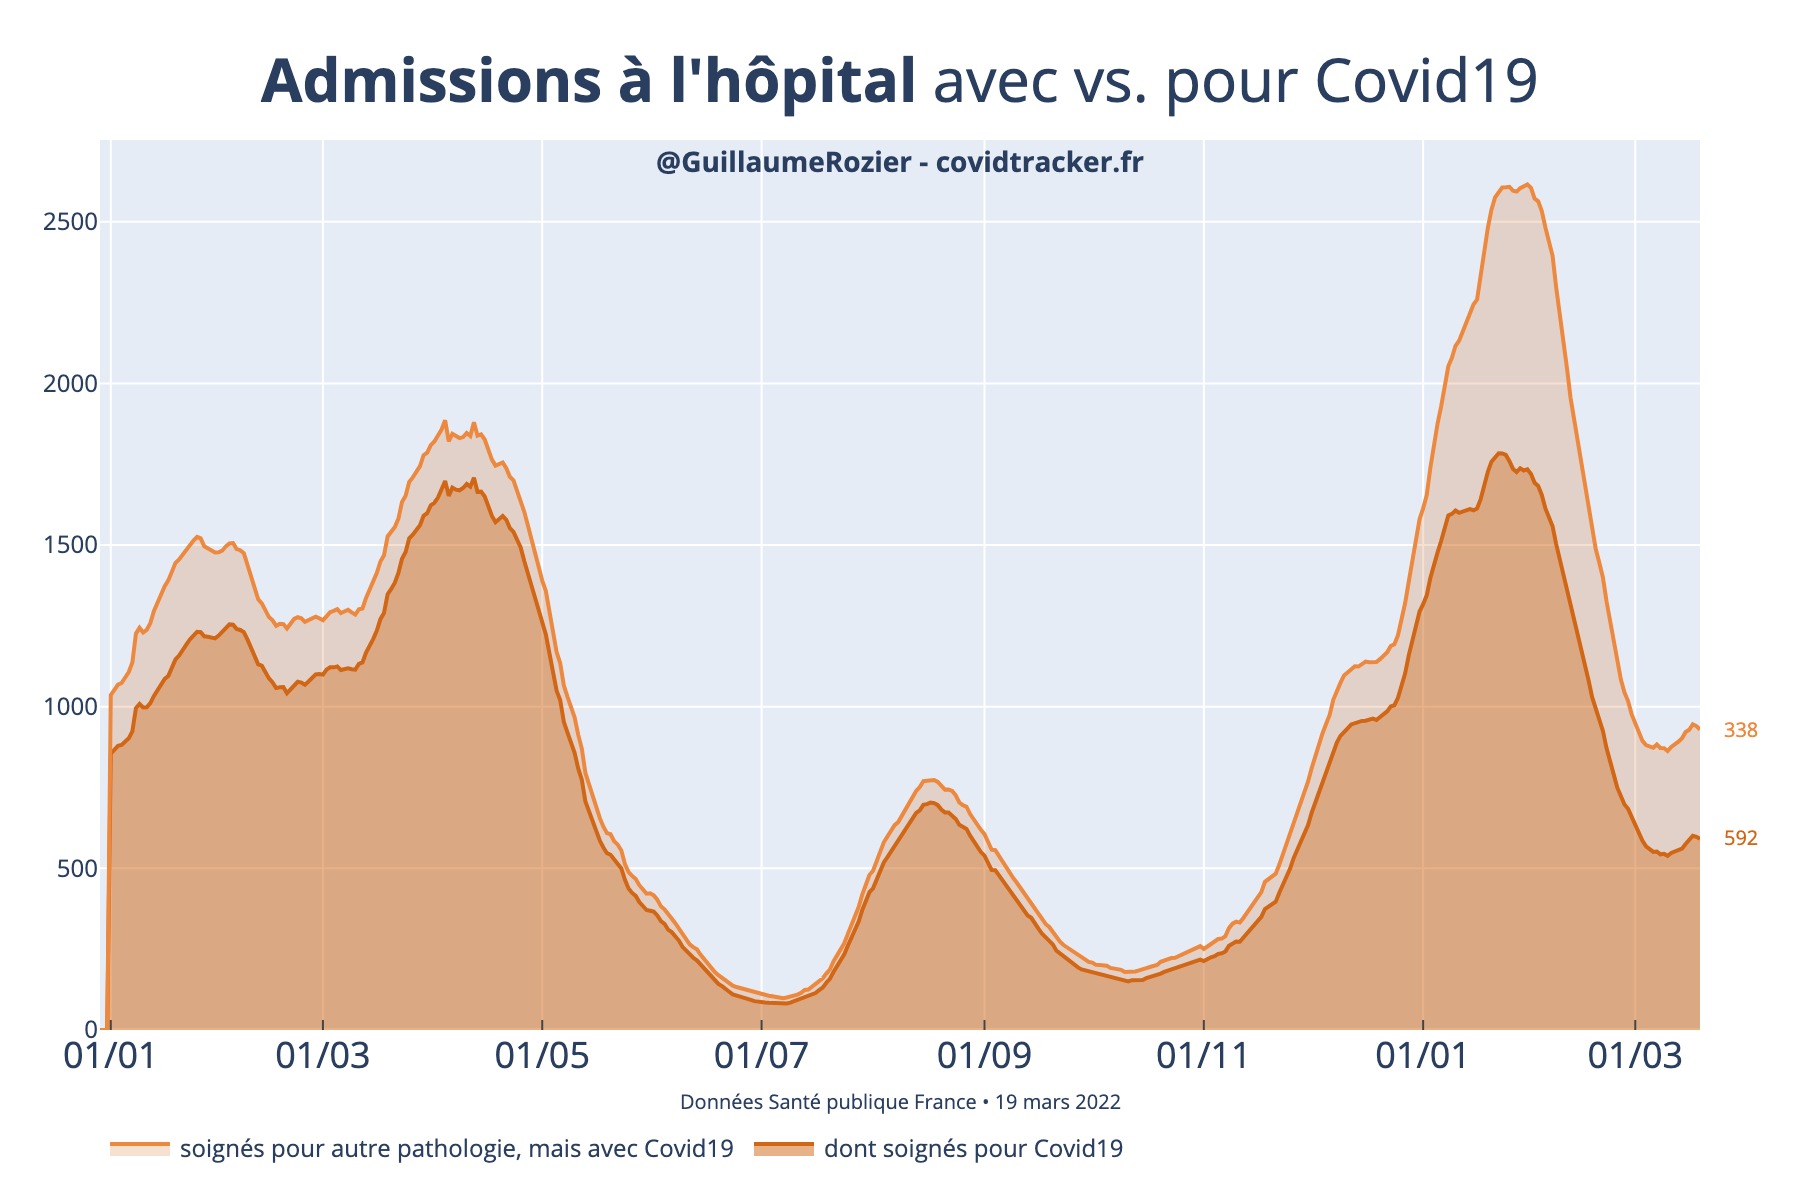 Admissions à l'hôpital avec vs. pour Covid19
@GuillaumeRozier - covidtracker.fr
2500
2000
1500
1000
500
0
338
592
01/01 01/03 01/05 01/07 01/09 01/11 01/01 01/03
Données Santé publique France • 19 mars 2022
soignés pour autre pathologie, mais avec Covid19 dont soignés pour Covid19